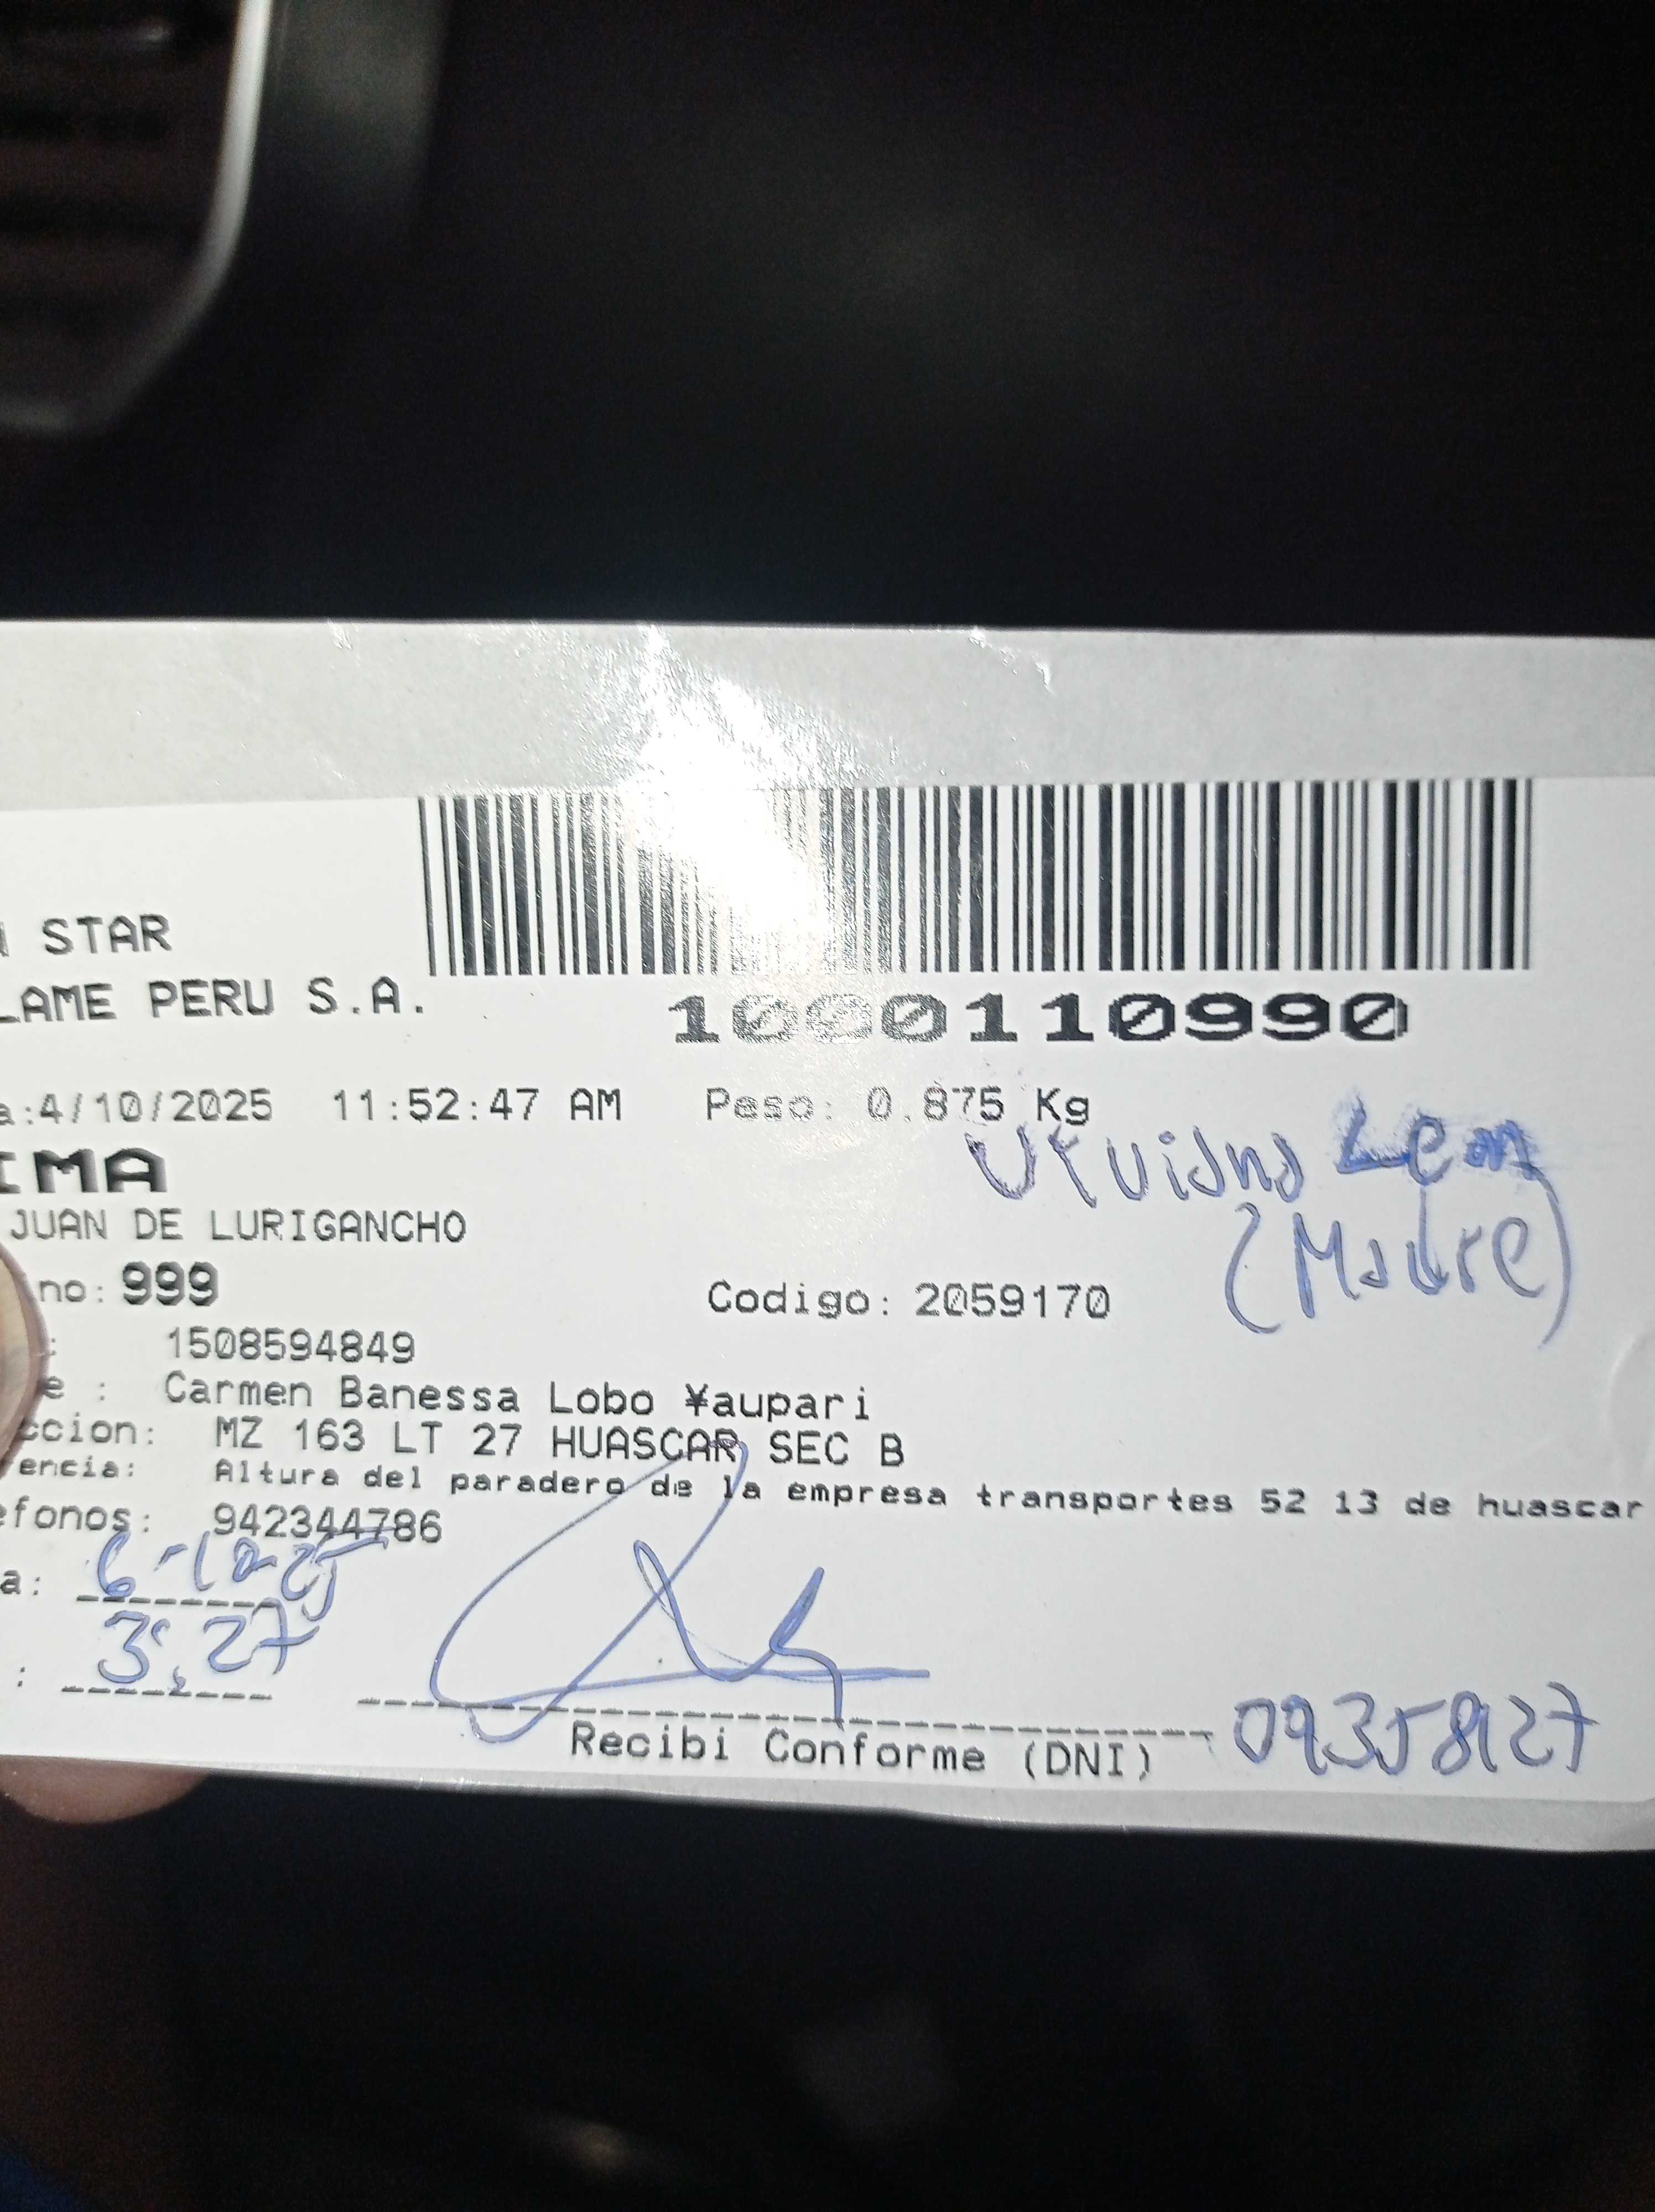 STAR
LAME PERU S.A.
1000110990
a:4/10/2025 11:52:47 AM Peso: 0.875 Kg
IMA
JUAN DE LURIGANCHO
(Madre)
no: 999 Codigo: 2059170
: 1508594849
e : Carmen Banessa Lobo ¥aupari
ccion: MZ 163 LT 27 HUASCAR SEC B
encia: Altura del paradero de la empresa transportes 52 13 de huascar
efonos: 942344786
a: 6-10-25
: 3:27
Recibi Conforme (DNI) 09358127